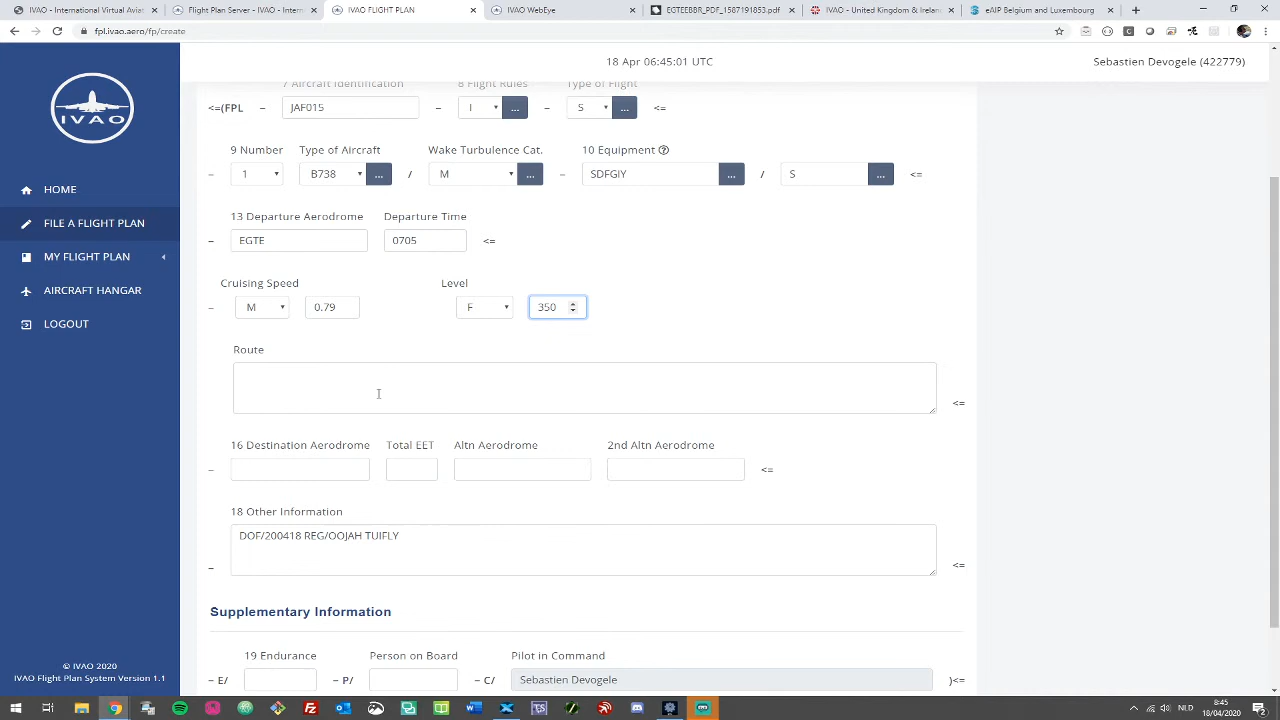 IVAO - International Virtual Aviat
Flight Plan Server - IVAO - Intern
IVAO FLIGHT PLAN
IVAO WebEye
EGTEEBBR_PDF_1587191853.pdf
IVAO - United Kingdom & Ireland
eAIP Belgium and Luxembourg
fpl.ivao.aero/fp/create
18 Apr 06:45:01 UTC
Sebastien Devogele (422779)
IVAO
HOME
FILE A FLIGHT PLAN
MY FLIGHT PLAN
AIRCRAFT HANGAR
LOGOUT
© IVAO 2020
IVAO Flight Plan System Version 1.1
7 Aircraft Identification 8 Flight Rules Type of Flight
<=(FPL – JAF015 – I ... – S ... <=
9 Number Type of Aircraft Wake Turbulence Cat. 10 Equipment
– 1 B738 ... / M ... – SDFGIY ... / S ... <=
13 Departure Aerodrome Departure Time
– EGTE 0705 <=
Cruising Speed Level
– M 0.79 F 350
Route
<=
16 Destination Aerodrome Total EET Altn Aerodrome 2nd Altn Aerodrome
– <=
18 Other Information
DOF/200418 REG/OOJAH TUIFLY
– <=
Supplementary Information
19 Endurance Person on Board Pilot in Command
– E/ – P/ – C/ Sebastien Devogele )<=
NLD
8:45
18/04/2020